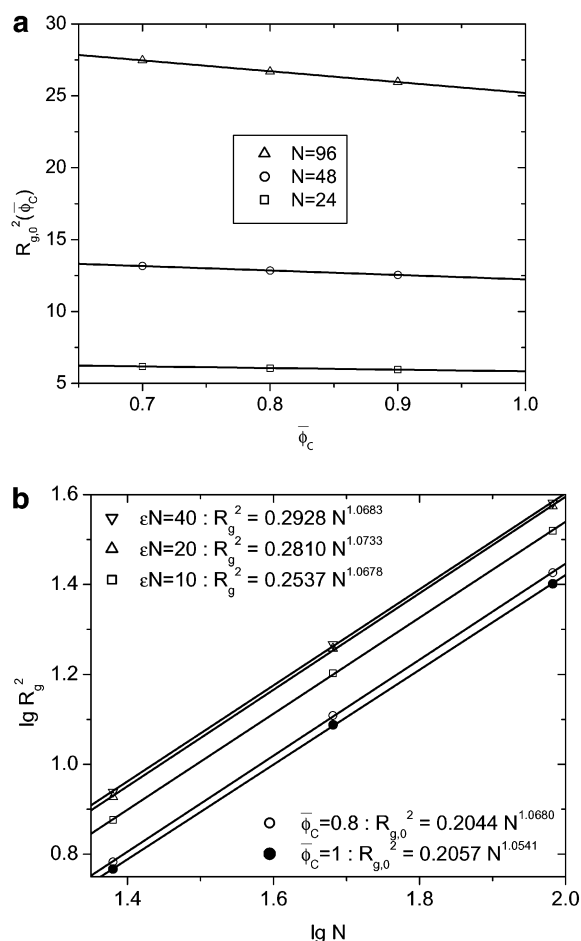 a
30
25
20
15
10
5
R_{g,0}^2(\overline{ϕ}_C)
△ N=96
○ N=48
□ N=24
0.7 0.8 0.9 1.0
\overline{ϕ}_C
b
1.6
1.4
1.2
1.0
0.8
lg R_g^2
▽ εN=40 : R_g^2 = 0.2928 N^{1.0683}
△ εN=20 : R_g^2 = 0.2810 N^{1.0733}
□ εN=10 : R_g^2 = 0.2537 N^{1.0678}
○ \overline{ϕ}_C=0.8 : R_{g,0}^2 = 0.2044 N^{1.0680}
● \overline{ϕ}_C=1 : R_{g,0}^2 = 0.2057 N^{1.0541}
1.4 1.6 1.8 2.0
lg N